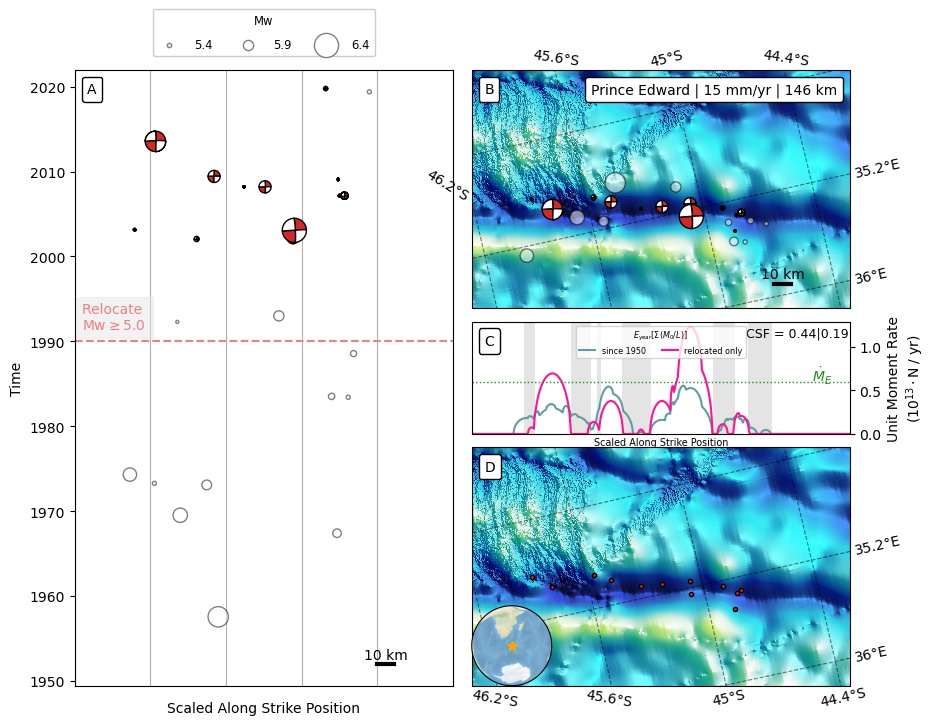 Mw
5.4 5.9 6.4
A
2020
2010
2000
1990
1980
1970
1960
1950
Time
Relocate
Mw ≥ 5.0
10 km
Scaled Along Strike Position
45.6°S 45°S 44.4°S
B
Prince Edward | 15 mm/yr | 146 km
46.2°S
35.2°E
36°E
10 km
C
E_year[Σ(M₀/L)]
since 1950 relocated only
CSF = 0.44|0.19
Ṁ_E
1.0
0.5
0.0
Unit Moment Rate
(10¹³ · N / yr)
Scaled Along Strike Position
D
35.2°E
36°E
46.2°S 45.6°S 45°S 44.4°S